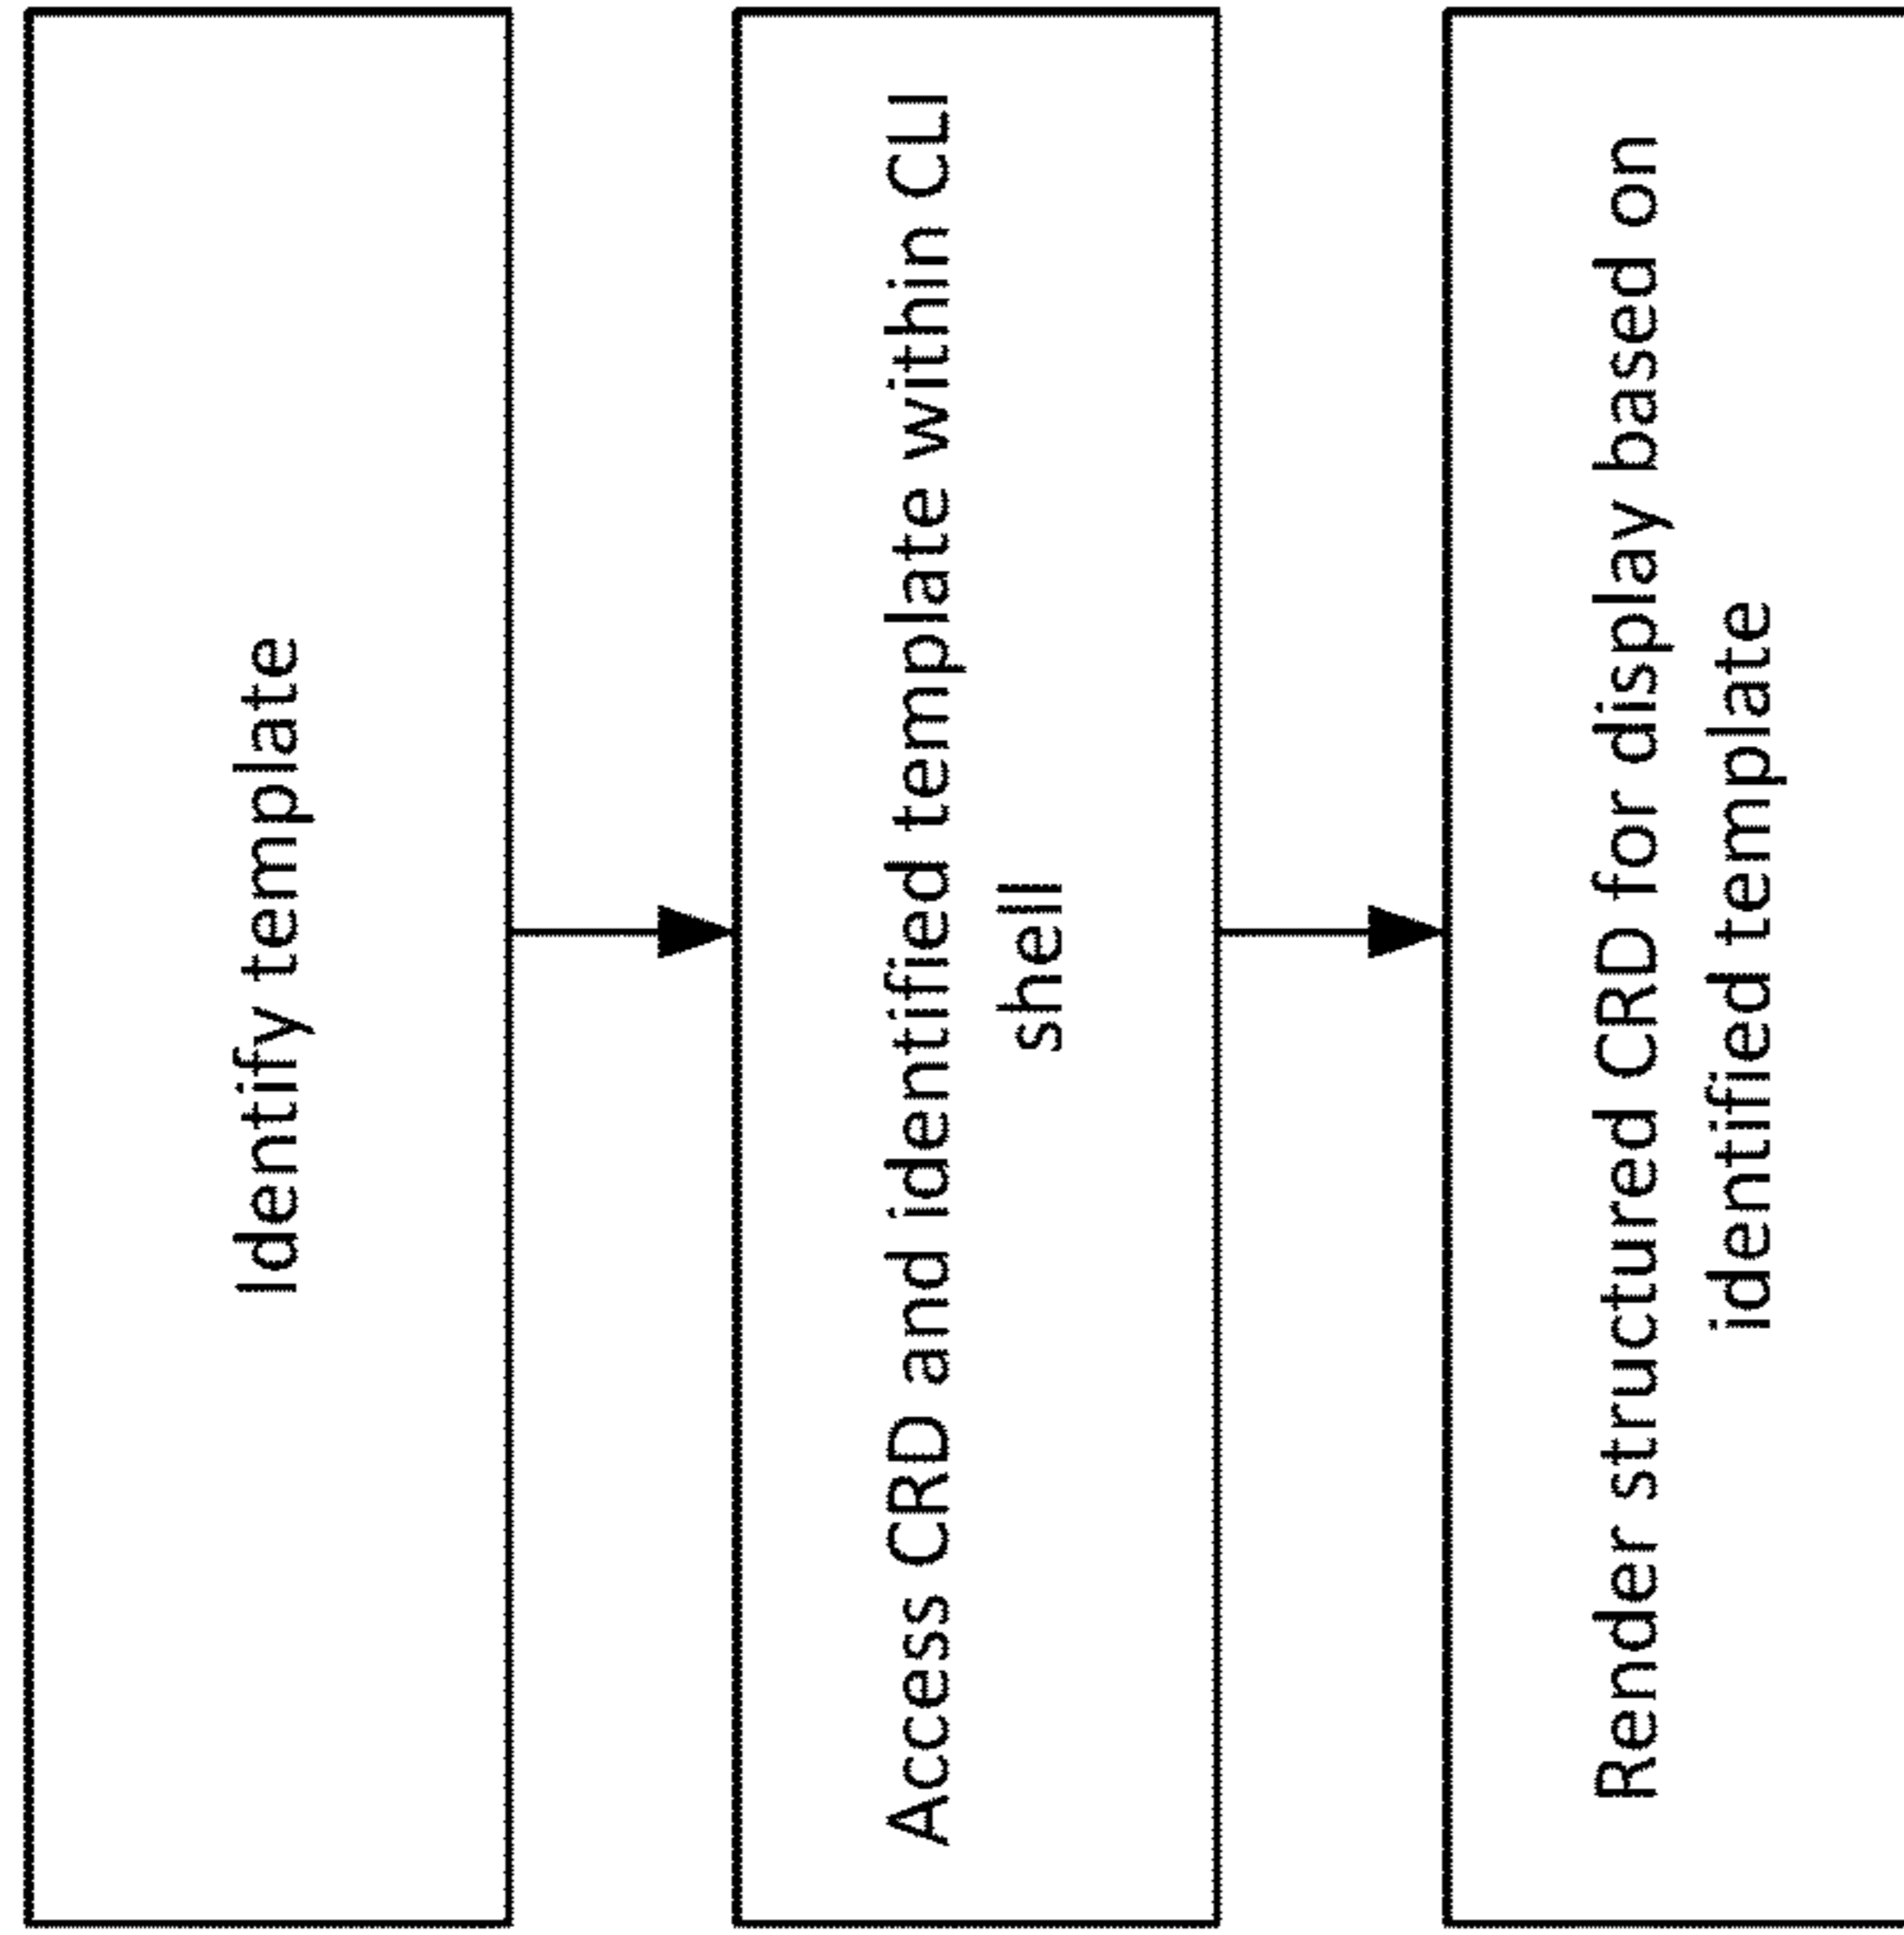 Identify template
Access CRD and identified template within CLI
shell
Render structured CRD for display based on
identified template